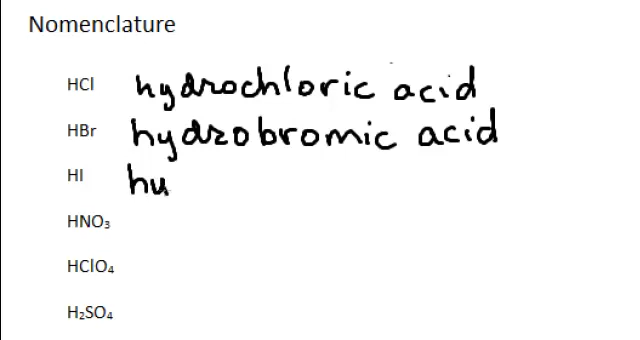 Nomenclature
HCl hydrochloric acid
HBr hydrobromic acid
HI hu
HNO₃
HClO₄
H₂SO₄